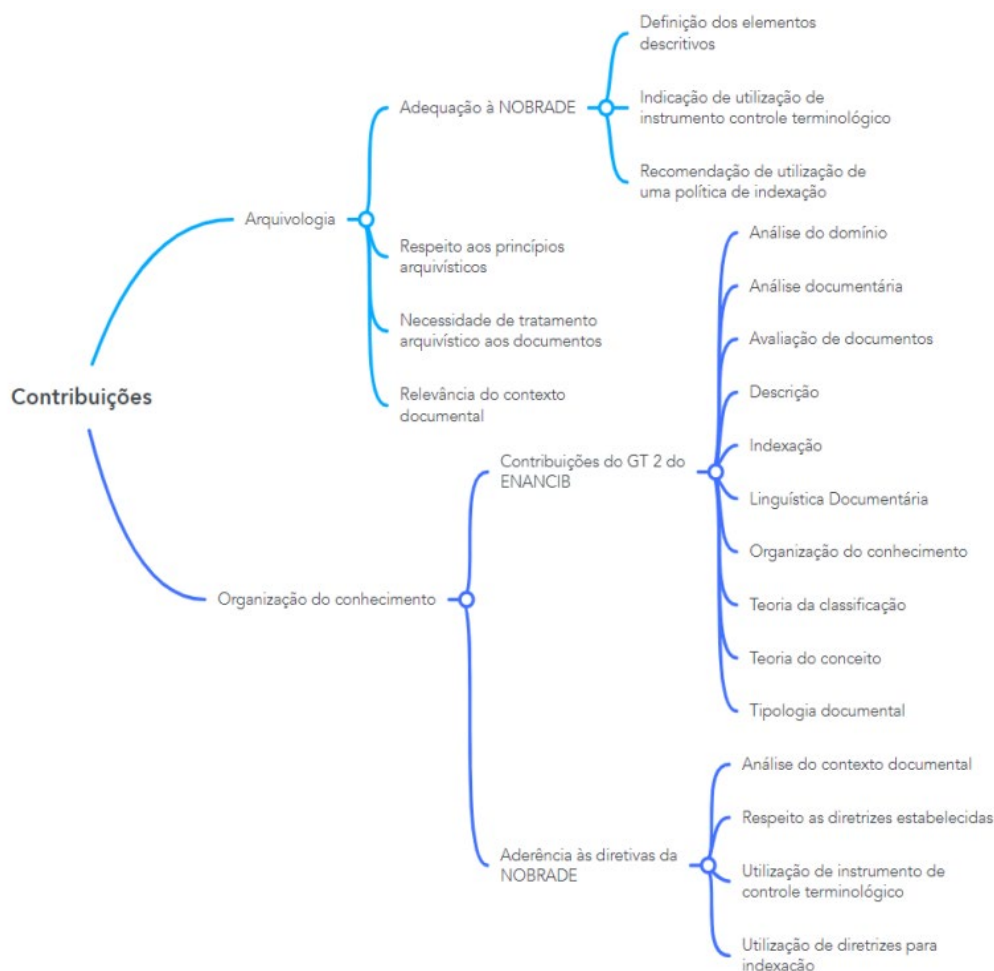 Contribuições
Arquivologia
Adequação à NOBRADE
Definição dos elementos
descritivos
Indicação de utilização de
instrumento controle terminológico
Recomendação de utilização de
uma política de indexação
Respeito aos princípios
arquivísticos
Necessidade de tratamento
arquivístico aos documentos
Relevância do contexto
documental
Organização do conhecimento
Contribuições do GT 2 do
ENANCIB
Análise do domínio
Análise documentária
Avaliação de documentos
Descrição
Indexação
Linguística Documentária
Organização do conhecimento
Teoria da classificação
Teoria do conceito
Tipologia documental
Aderência às diretivas da
NOBRADE
Análise do contexto documental
Respeito as diretrizes estabelecidas
Utilização de instrumento de
controle terminológico
Utilização de diretrizes para
indexação